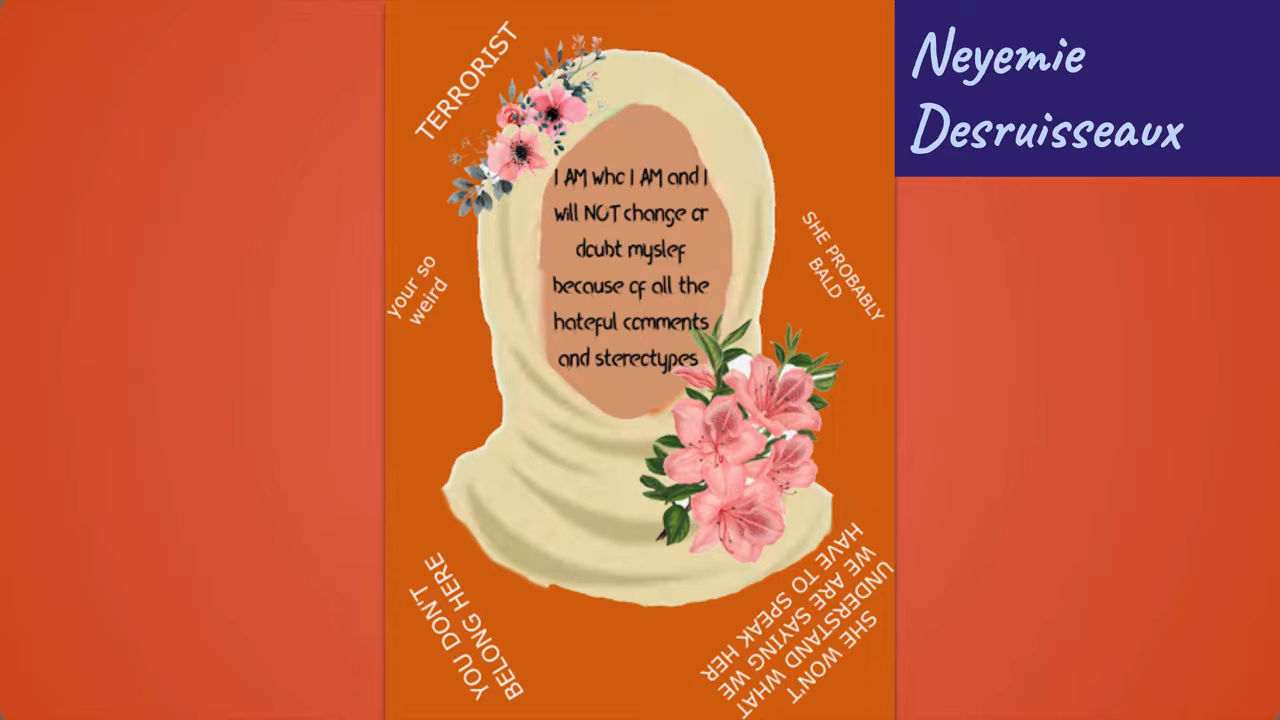 Neyemie
Desruisseaux
TERRORIST
I AM who I AM and I
will NOT change or
doubt myslef
because of all the
hateful comments
and stereotypes
your so
weird
SHE PROBABLY
BALD
YOU DON'T
BELONG HERE
SHE WON'T
UNDERSTAND WHAT
WE ARE SAYING WE
HAVE TO SPEAK HER